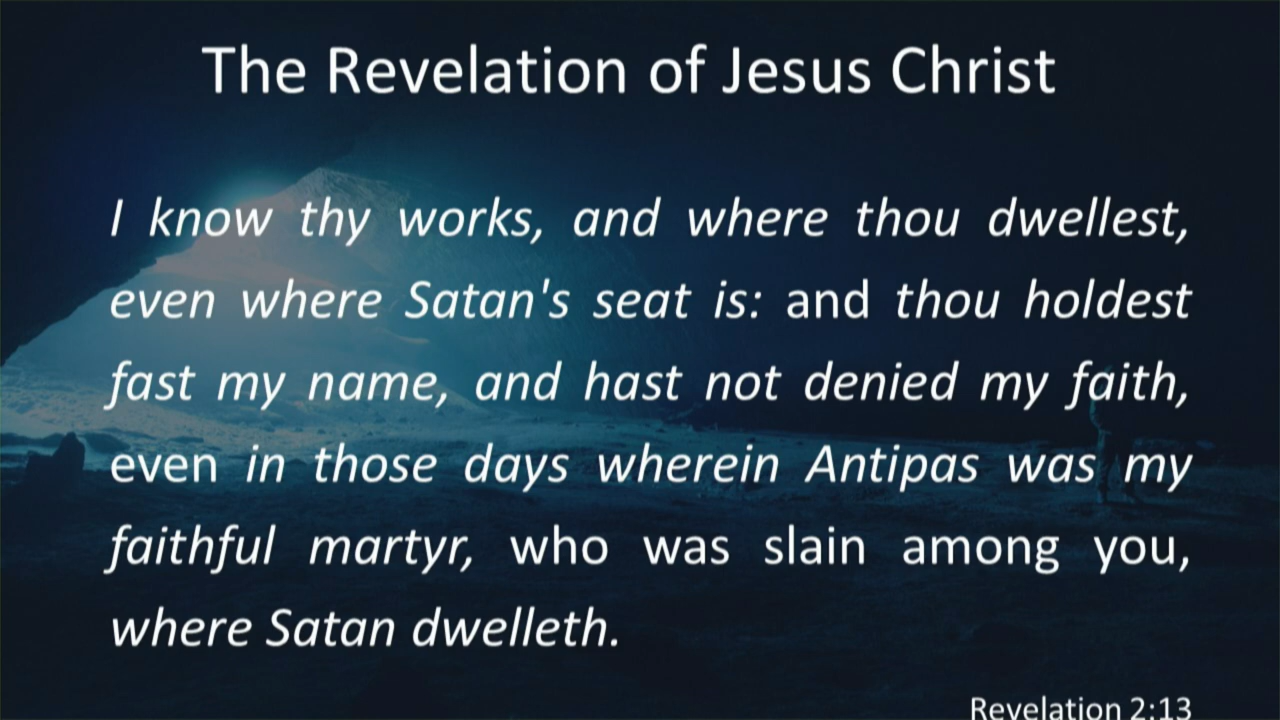 The Revelation of Jesus Christ
I know thy works, and where thou dwellest,
even where Satan's seat is: and thou holdest
fast my name, and hast not denied my faith,
even in those days wherein Antipas was my
faithful martyr, who was slain among you,
where Satan dwelleth.
Revelation 2:13